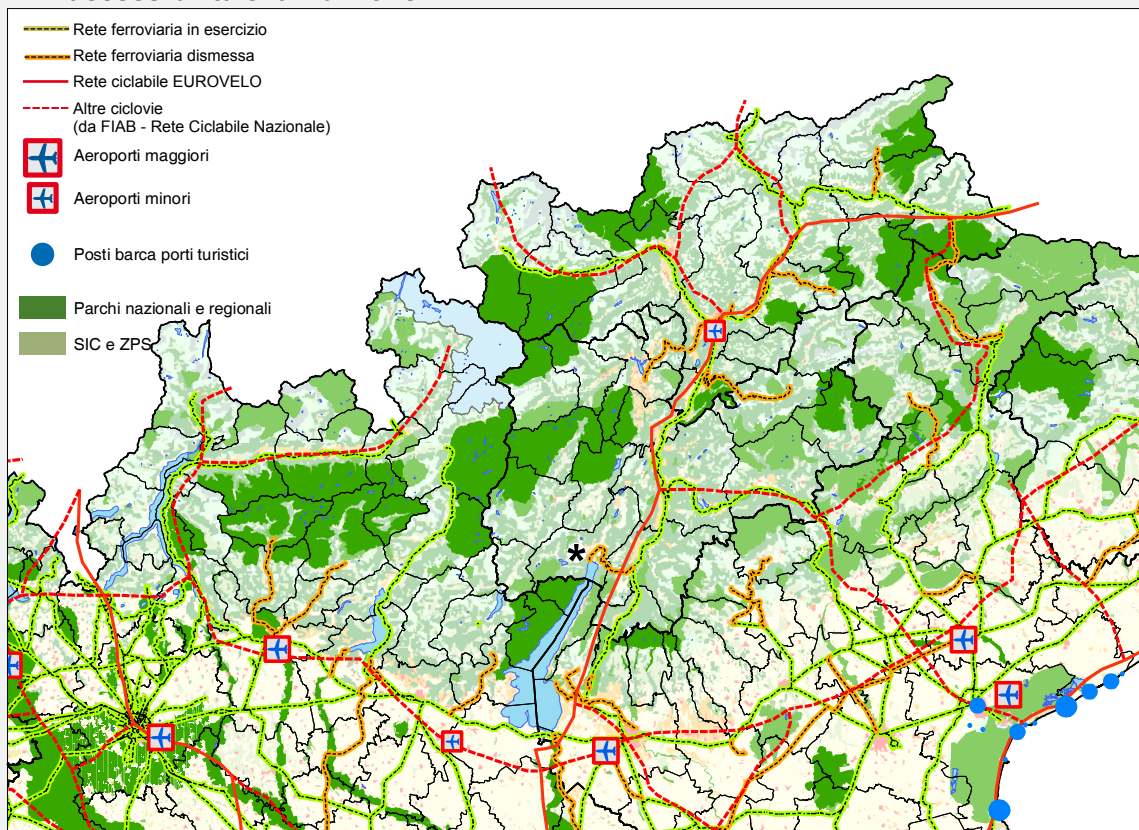 Rete ferroviaria in esercizio
Rete ferroviaria dismessa
Rete ciclabile EUROVELO
Altre ciclovie
(da FIAB - Rete Ciclabile Nazionale)
Aeroporti maggiori
Aeroporti minori
Posti barca porti turistici
Parchi nazionali e regionali
SIC e ZPS
*